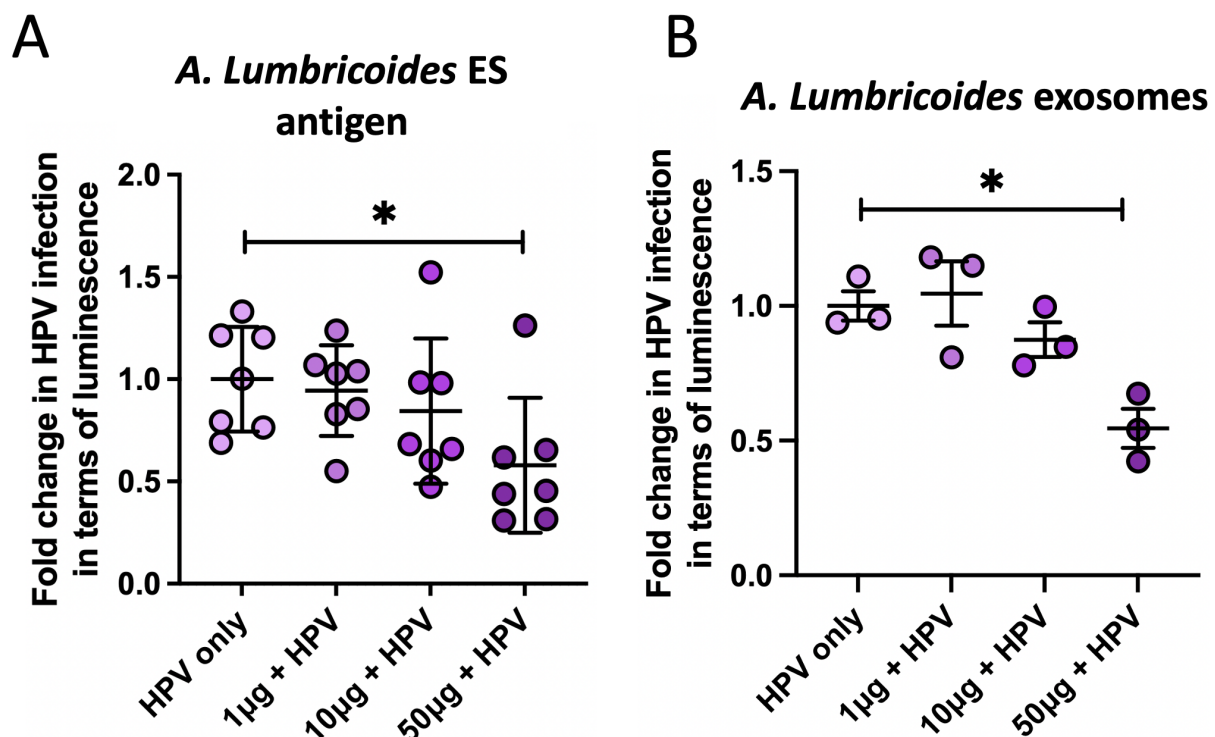 A
A. Lumbricoides ES
antigen
Fold change in HPV infection
in terms of luminescence
2.0
1.5
1.0
0.5
0.0
*
HPV only
1µg + HPV
10µg + HPV
50µg + HPV
B
A. Lumbricoides exosomes
Fold change in HPV infection
in terms of luminescence
1.5
1.0
0.5
0.0
*
HPV only
1µg + HPV
10µg + HPV
50µg + HPV